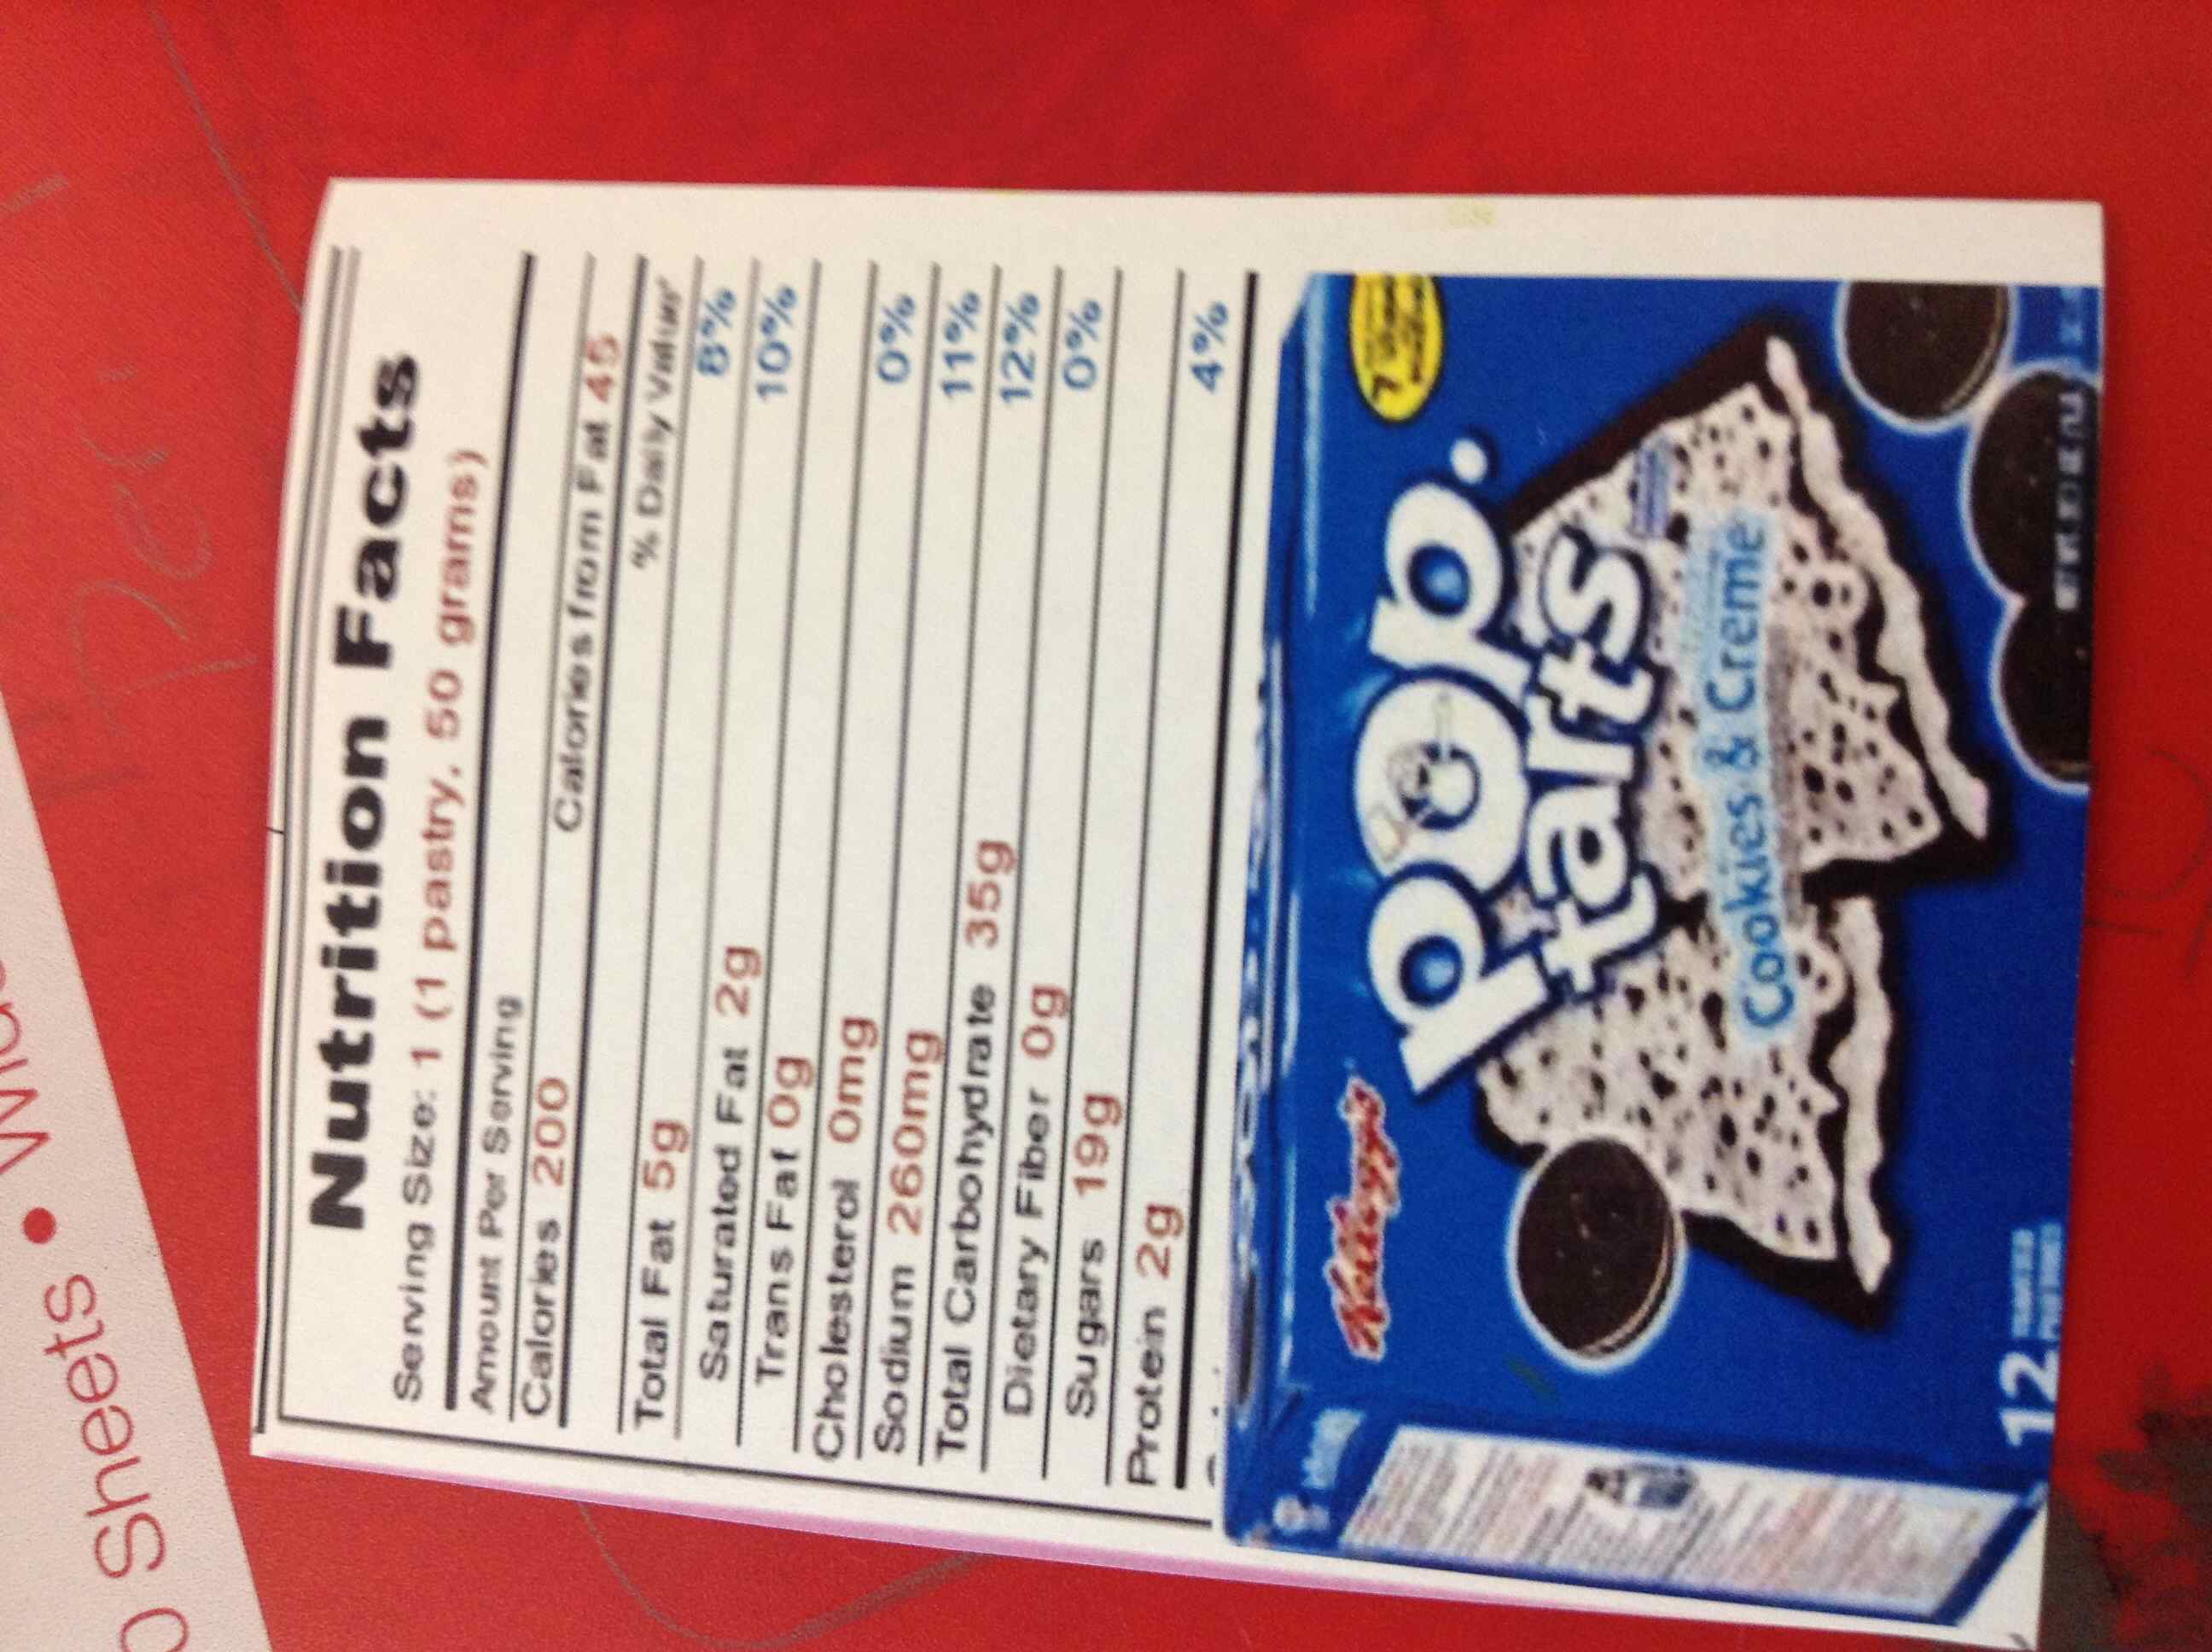 0 Sheets •
Per
Nutrition Facts
Serving Size: 1 (1 pastry, 50 grams)
Amount Per Serving
Calories 200 Calories from Fat 45
% Daily Value*
Total Fat 5g 8%
Saturated Fat 2g 10%
Trans Fat 0g
Cholesterol 0mg 0%
Sodium 260mg 11%
Total Carbohydrate 35g 12%
Dietary Fiber 0g 0%
Sugars 19g
Protein 2g 4%
Kellogg's
pop.
tarts
7
Cookies & Creme
12